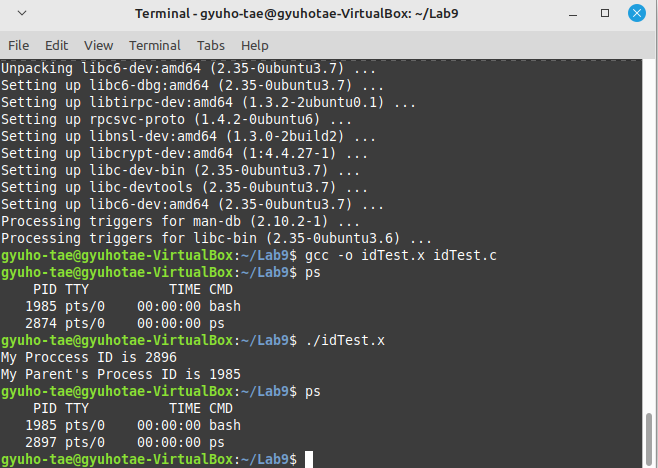 Terminal - gyuho-tae@gyuhotae-VirtualBox: ~/Lab9
File Edit View Terminal Tabs Help
Unpacking libc6-dev:amd64 (2.35-0ubuntu3.7) ...
Setting up libc6-dbg:amd64 (2.35-0ubuntu3.7) ...
Setting up libtirpc-dev:amd64 (1.3.2-2ubuntu0.1) ...
Setting up rpcsvc-proto (1.4.2-0ubuntu6) ...
Setting up libnsl-dev:amd64 (1.3.0-2build2) ...
Setting up libcrypt-dev:amd64 (1:4.4.27-1) ...
Setting up libc-dev-bin (2.35-0ubuntu3.7) ...
Setting up libc-devtools (2.35-0ubuntu3.7) ...
Setting up libc6-dev:amd64 (2.35-0ubuntu3.7) ...
Processing triggers for man-db (2.10.2-1) ...
Processing triggers for libc-bin (2.35-0ubuntu3.6) ...
gyuho-tae@gyuhotae-VirtualBox:~/Lab9$ gcc -o idTest.x idTest.c
gyuho-tae@gyuhotae-VirtualBox:~/Lab9$ ps
    PID TTY          TIME CMD
   1985 pts/0    00:00:00 bash
   2874 pts/0    00:00:00 ps
gyuho-tae@gyuhotae-VirtualBox:~/Lab9$ ./idTest.x
My Proccess ID is 2896
My Parent's Process ID is 1985
gyuho-tae@gyuhotae-VirtualBox:~/Lab9$ ps
    PID TTY          TIME CMD
   1985 pts/0    00:00:00 bash
   2897 pts/0    00:00:00 ps
gyuho-tae@gyuhotae-VirtualBox:~/Lab9$